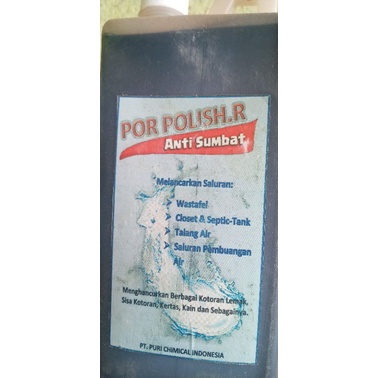 POR POLISH.R
Anti Sumbat
Melancarkan Saluran:
Wastafel
Closet & Septic-Tank
Talang Air
Saluran Pembuangan
Air
Menghancurkan Berbagai Kotoran Lemak,
Sisa Kotoran, Kertas, Kain dan Sebagainya.
PT. PURI CHIMICAL INDONESIA